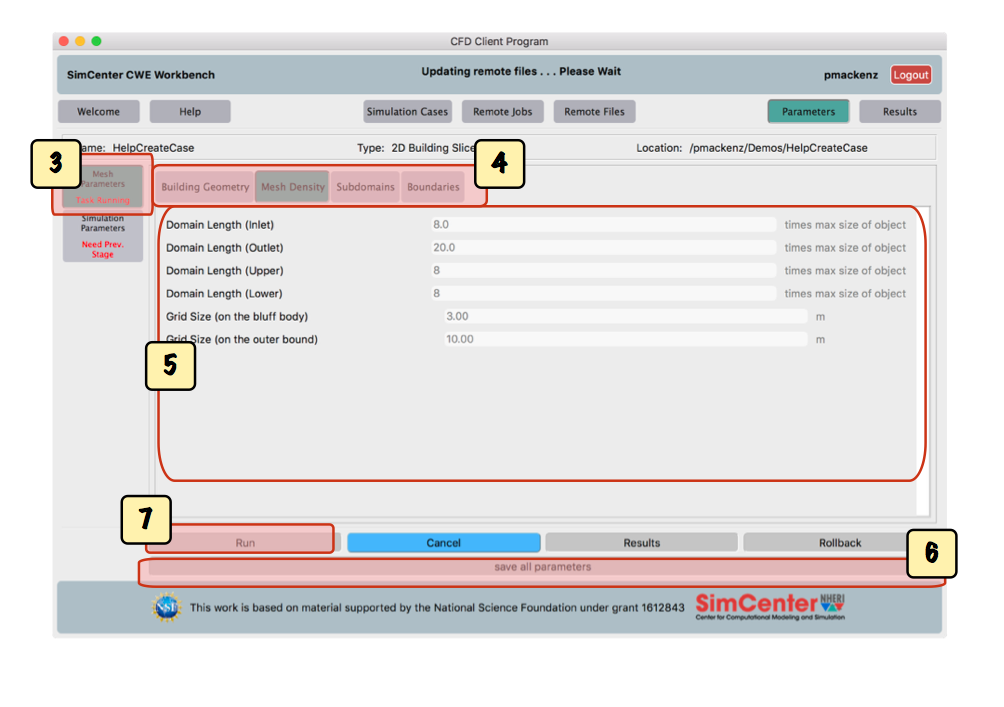 CFD Client Program
SimCenter CWE Workbench
Updating remote files . . . Please Wait
pmackenz
Logout
Welcome
Help
Simulation Cases
Remote Jobs
Remote Files
Parameters
Results
ame: HelpCreateCase
Type: 2D Building Slice
Location: /pmackenz/Demos/HelpCreateCase
3
4
Mesh
Parameters
Task Running
Simulation
Parameters
Need Prev.
Stage
Building Geometry
Mesh Density
Subdomains
Boundaries
Domain Length (Inlet)
8.0
times max size of object
Domain Length (Outlet)
20.0
times max size of object
Domain Length (Upper)
8
times max size of object
Domain Length (Lower)
8
times max size of object
Grid Size (on the bluff body)
3.00
m
Grid Size (on the outer bound)
10.00
m
5
7
Run
Cancel
Results
Rollback
6
save all parameters
NSF
This work is based on material supported by the National Science Foundation under grant 1612843
SimCenter
NHERI
Center for Computational Modeling and Simulation